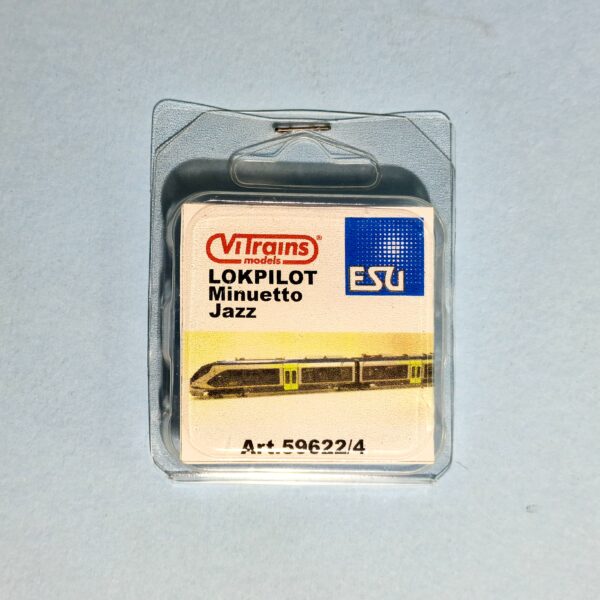 ViTrains®
models
ESU
LOKPILOT
Minuetto
Jazz
Art.59622/4